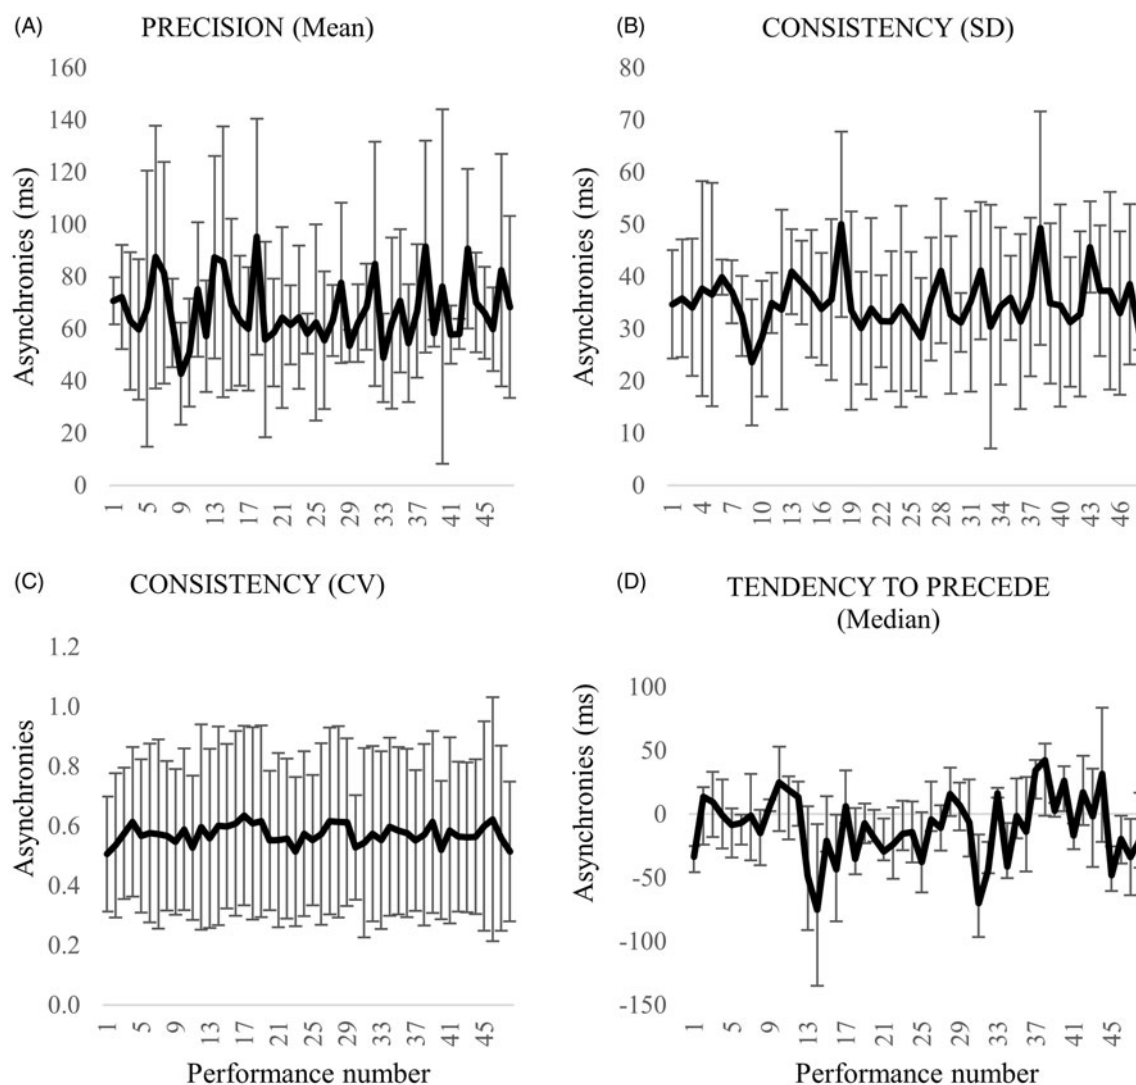 (A) PRECISION (Mean)
Asynchronies (ms)
160
140
120
100
80
60
40
20
0
1 5 9 13 17 21 25 29 33 37 41 45
(B) CONSISTENCY (SD)
Asynchronies (ms)
80
70
60
50
40
30
20
10
0
1 4 7 10 13 16 19 22 25 28 31 34 37 40 43 46
(C) CONSISTENCY (CV)
Asynchronies
1.2
1.0
0.8
0.6
0.4
0.2
0.0
1 5 9 13 17 21 25 29 33 37 41 45
Performance number
(D) TENDENCY TO PRECEDE
(Median)
Asynchronies (ms)
100
50
0
-50
-100
-150
1 5 9 13 17 21 25 29 33 37 41 45
Performance number